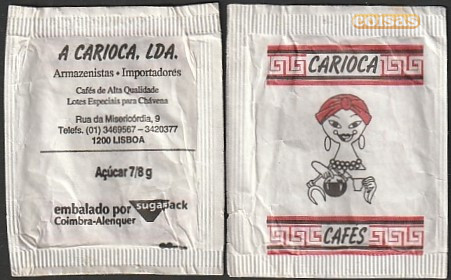 A CARIOCA, LDA.
Armazenistas • Importadores
Cafés de Alta Qualidade
Lotes Especiais para Chávena
Rua da Misericórdia, 9
Telefs. (01) 3469567 – 3420377
1200 LISBOA
Açúcar 7/8 g
embalado por sugarpack
Coimbra-Alenquer
coisas
CARIOCA
CAFÉS